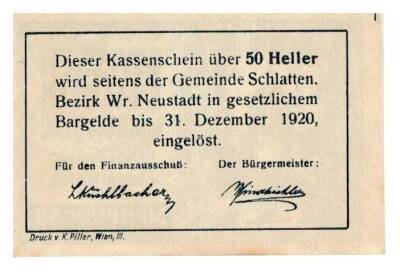 Dieser Kassenschein über 50 Heller
wird seitens der Gemeinde Schlatten.
Bezirk Wr. Neustadt in gesetzlichem
Bargelde bis 31. Dezember 1920,
eingelöst.
Für den Finanzausschuß: Der Bürgermeister:
Druck v. K. Piller, Wien, III.